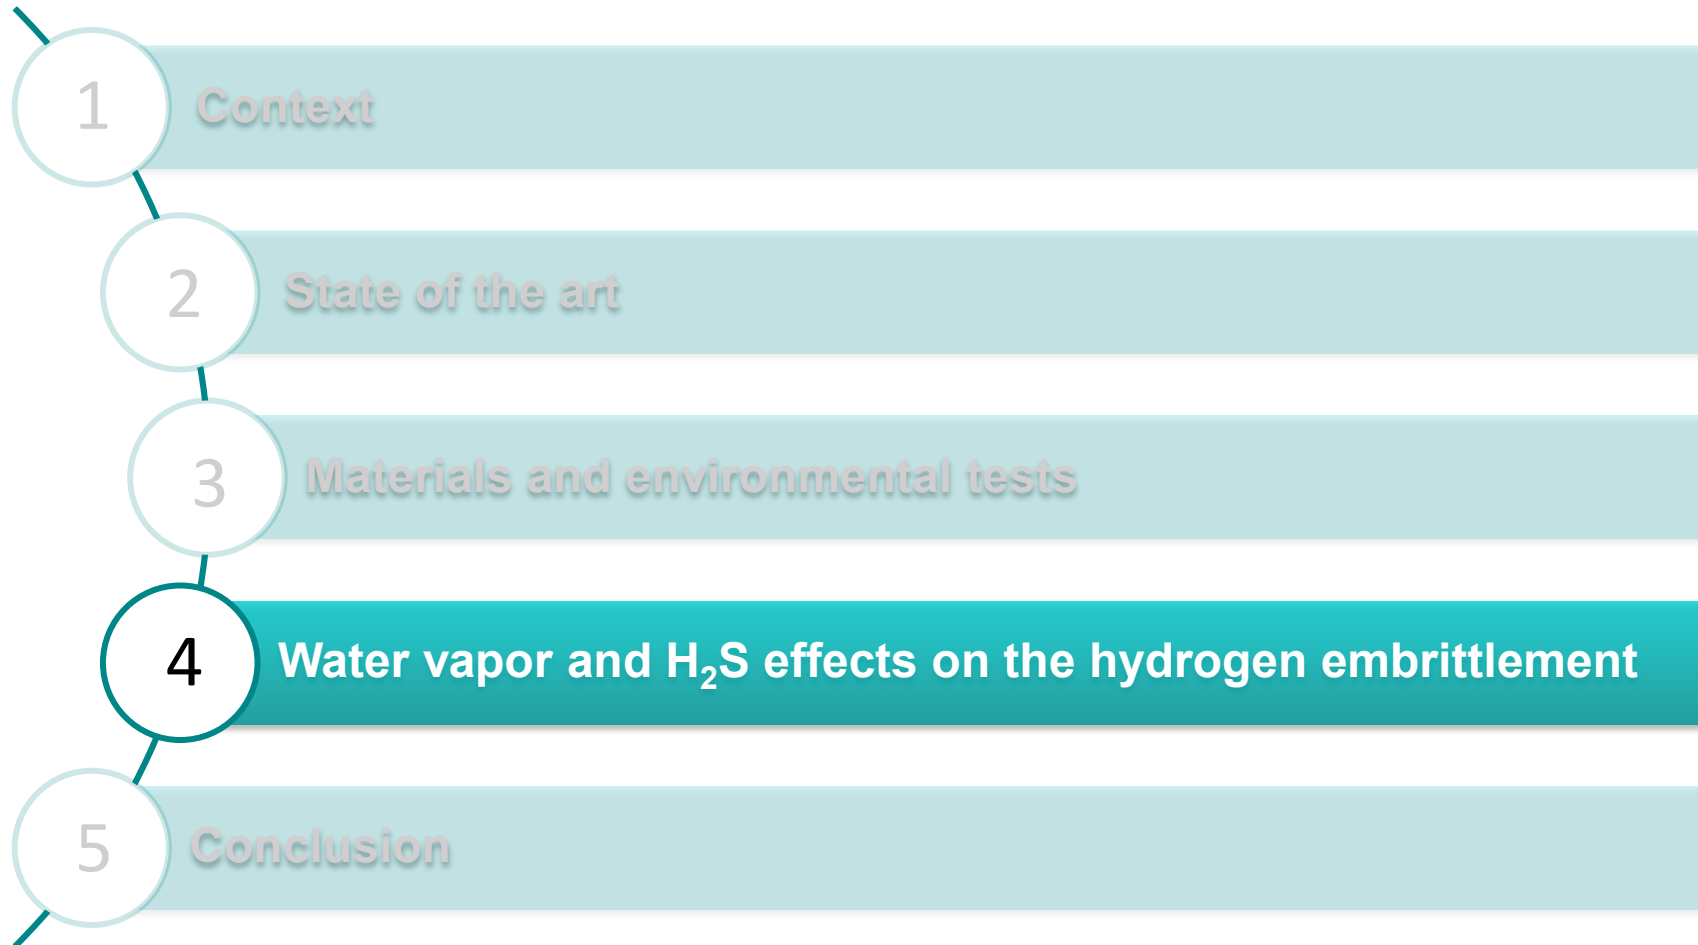 1 Context
2 State of the art
3 Materials and environmental tests
4 Water vapor and H₂S effects on the hydrogen embrittlement
5 Conclusion